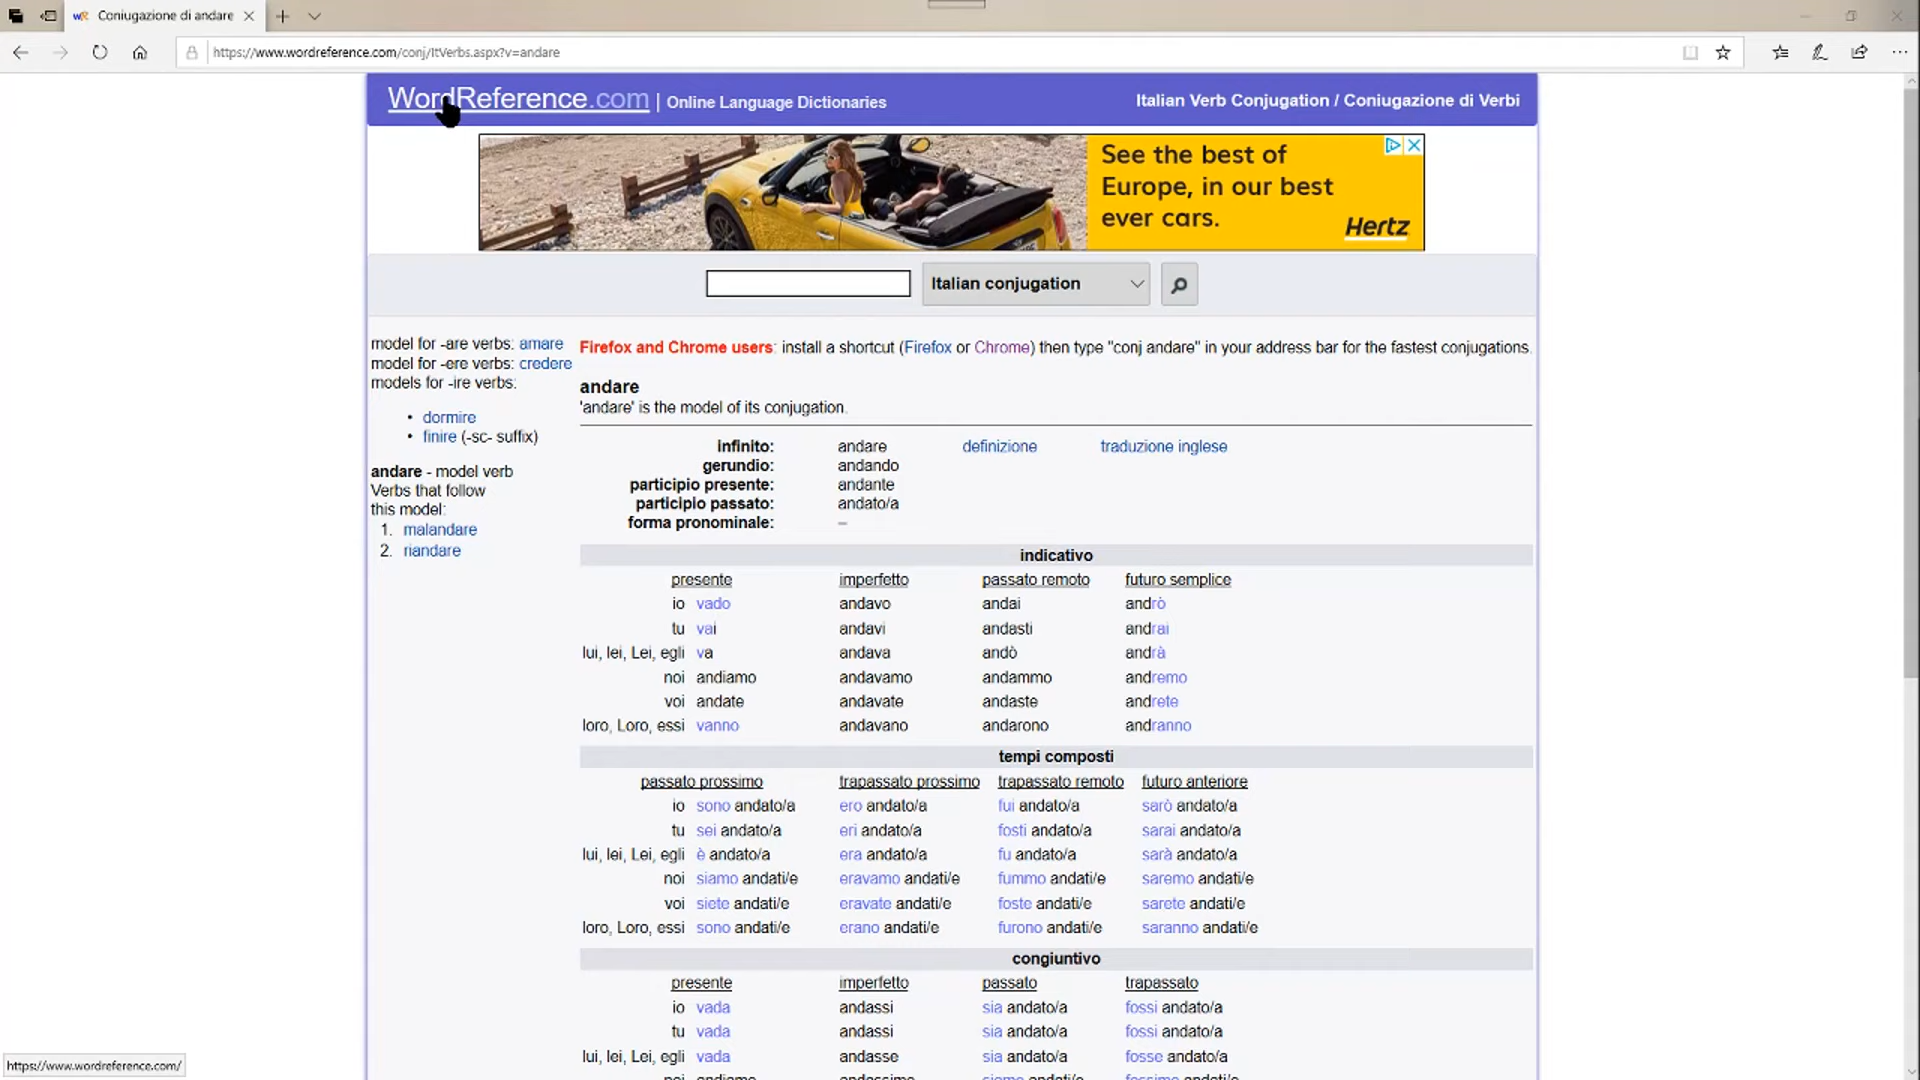 Coniugazione di andare
https://www.wordreference.com/conj/ItVerbs.aspx?v=andare
WordReference.com | Online Language Dictionaries
Italian Verb Conjugation / Coniugazione di Verbi
See the best of
Europe, in our best
ever cars.
Hertz
Italian conjugation
model for -are verbs: amare
model for -ere verbs: credere
models for -ire verbs:
• dormire
• finire (-sc- suffix)
andare - model verb
Verbs that follow
this model:
1. malandare
2. riandare
Firefox and Chrome users: install a shortcut (Firefox or Chrome) then type "conj andare" in your address bar for the fastest conjugations.
andare
'andare' is the model of its conjugation.
infinito: andare definizione traduzione inglese
gerundio: andando
participio presente: andante
participio passato: andato/a
forma pronominale: –
indicativo
presente imperfetto passato remoto futuro semplice
io vado andavo andai andrò
tu vai andavi andasti andrai
lui, lei, Lei, egli va andava andò andrà
noi andiamo andavamo andammo andremo
voi andate andavate andaste andrete
loro, Loro, essi vanno andavano andarono andranno
tempi composti
passato prossimo trapassato prossimo trapassato remoto futuro anteriore
io sono andato/a ero andato/a fui andato/a sarò andato/a
tu sei andato/a eri andato/a fosti andato/a sarai andato/a
lui, lei, Lei, egli è andato/a era andato/a fu andato/a sarà andato/a
noi siamo andati/e eravamo andati/e fummo andati/e saremo andati/e
voi siete andati/e eravate andati/e foste andati/e sarete andati/e
loro, Loro, essi sono andati/e erano andati/e furono andati/e saranno andati/e
congiuntivo
presente imperfetto passato trapassato
io vada andassi sia andato/a fossi andato/a
tu vada andassi sia andato/a fossi andato/a
lui, lei, Lei, egli vada andasse sia andato/a fosse andato/a
noi andiamo andassimo siamo andati/e fossimo andati/e
https://www.wordreference.com/